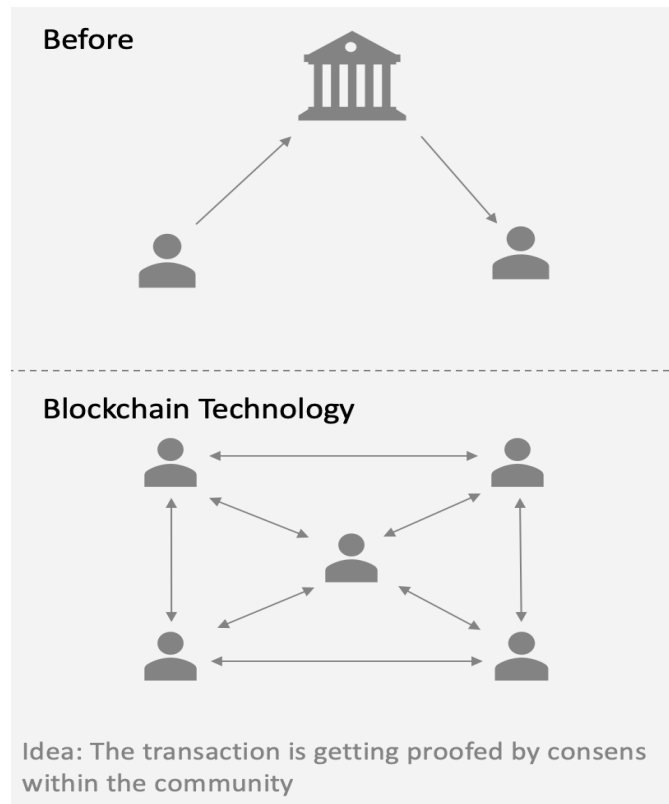 Before
Blockchain Technology
Idea: The transaction is getting proofed by consens
within the community